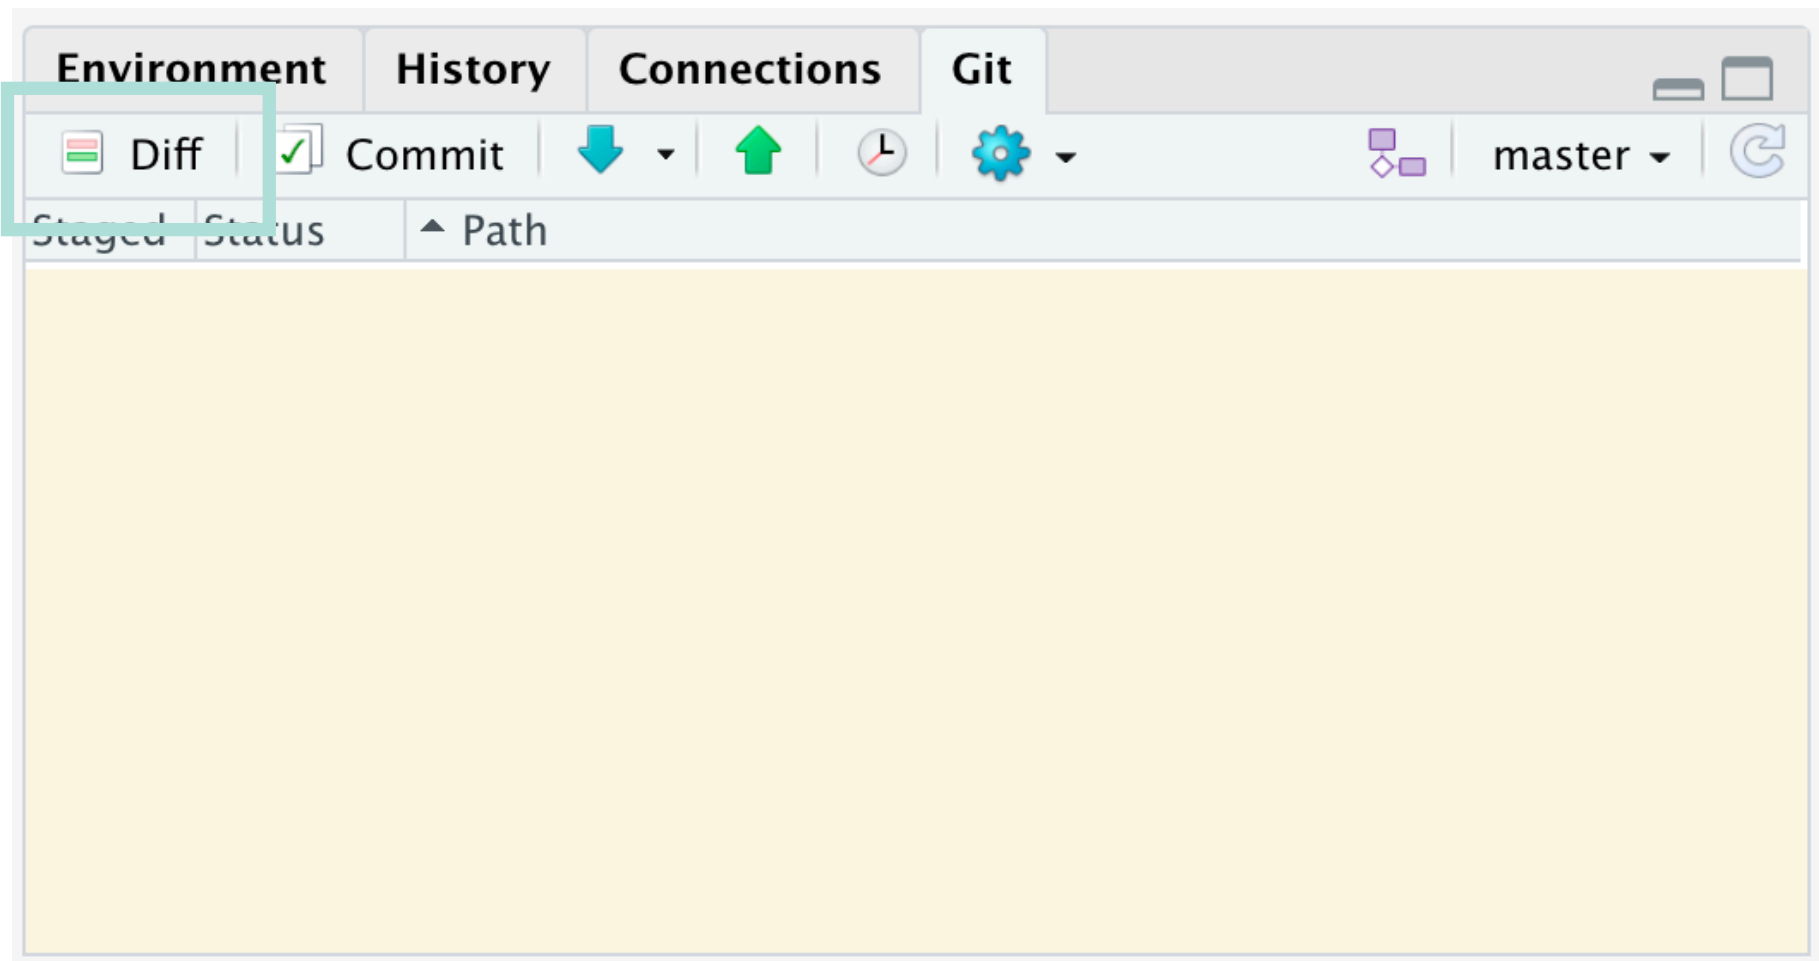 Environment History Connections Git
Diff Commit master
Staged Status Path